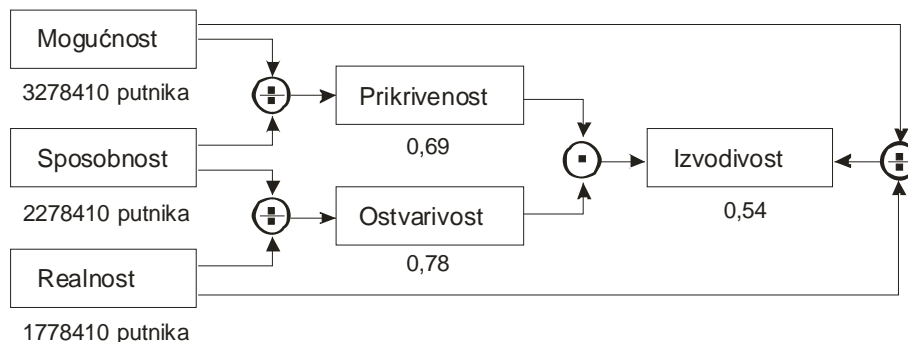 Mogućnost
3278410 putnika
Prikrivenost
0,69
Sposobnost
2278410 putnika
Izvodivost
0,54
Ostvarivost
0,78
Realnost
1778410 putnika